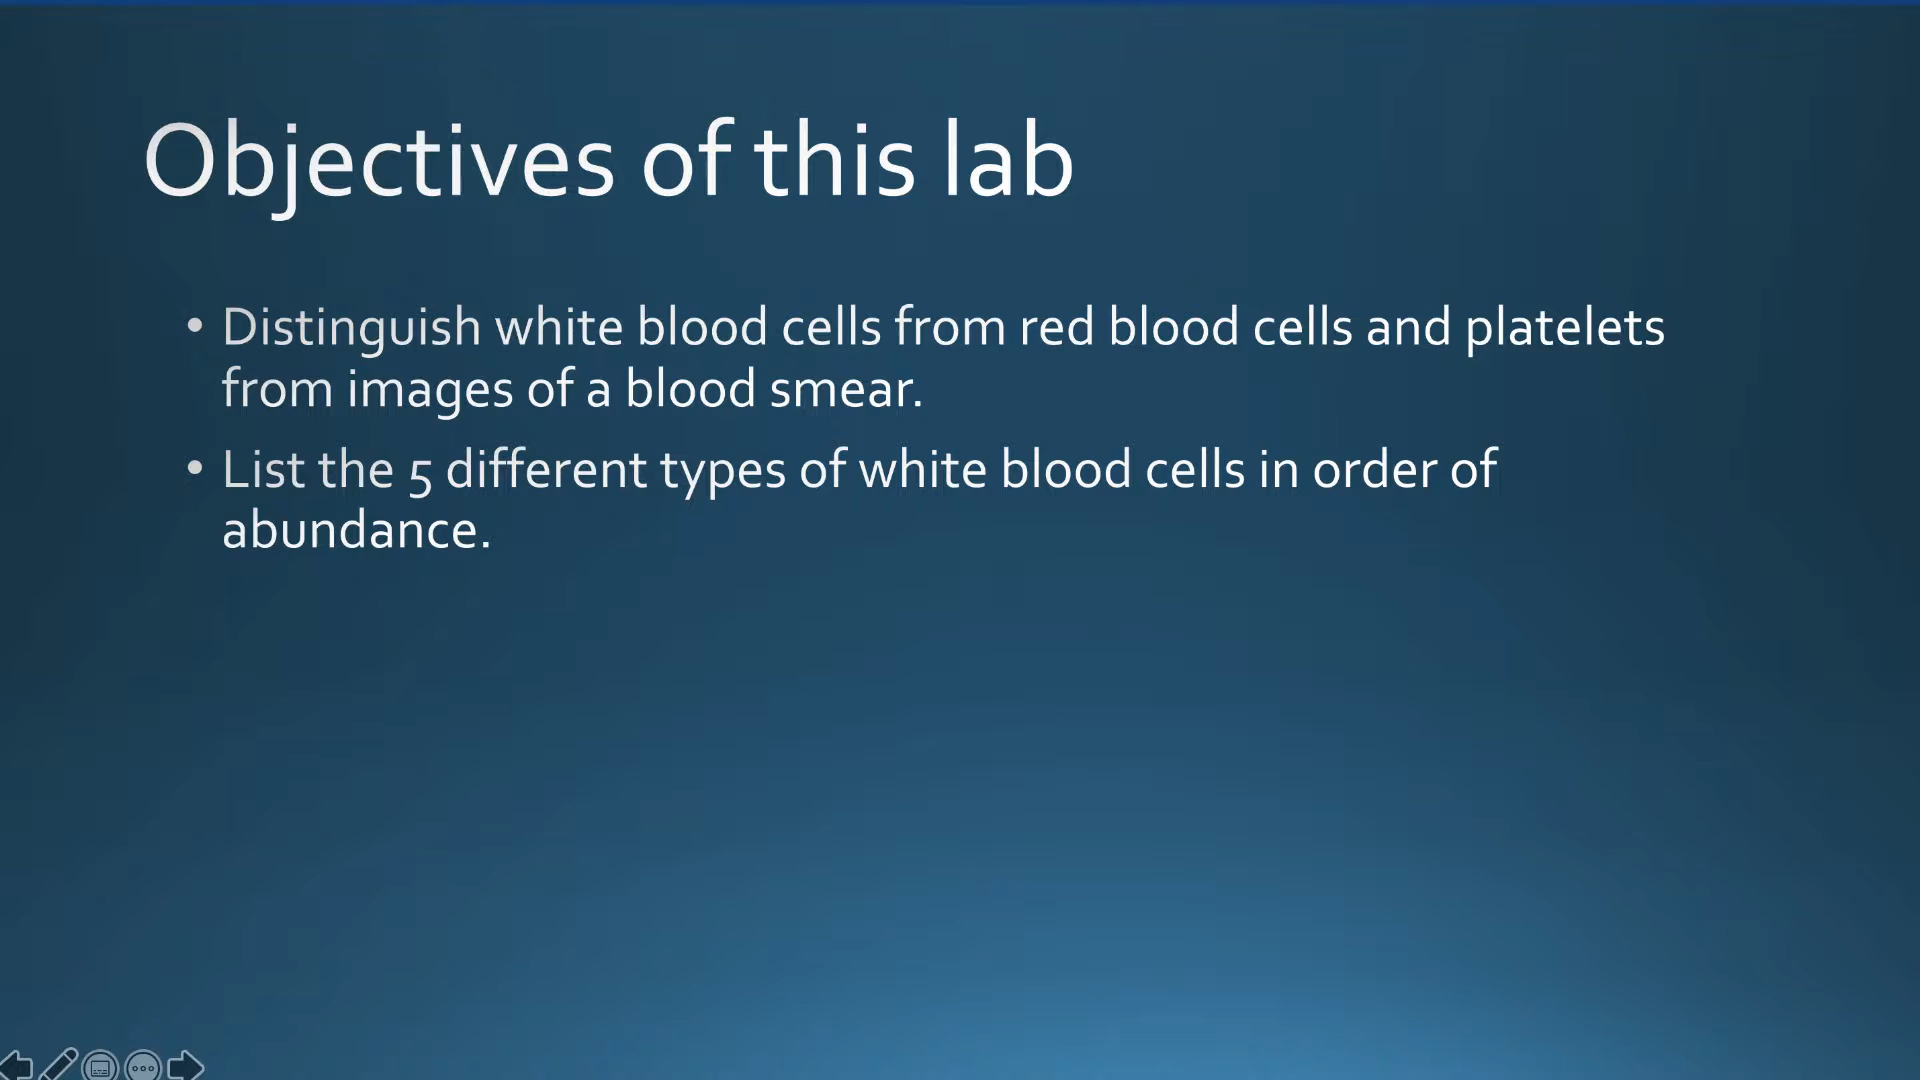 Objectives of this lab
• Distinguish white blood cells from red blood cells and platelets
from images of a blood smear.
• List the 5 different types of white blood cells in order of
abundance.